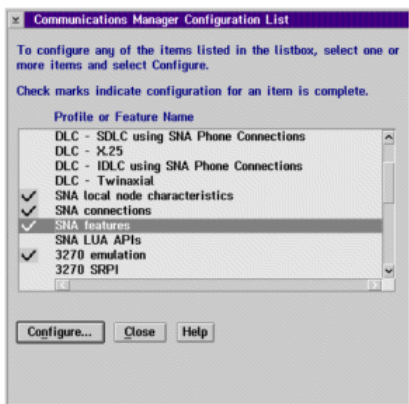 Communications Manager Configuration List
To configure any of the items listed in the listbox, select one or
more items and select Configure.
Check marks indicate configuration for an item is complete.
Profile or Feature Name
DLC - SDLC using SNA Phone Connections
DLC - X.25
DLC - IDLC using SNA Phone Connections
DLC - Twinaxial
SNA local node characteristics
SNA connections
SNA features
SNA LUA APIs
3270 emulation
3270 SRPI
Configure... Close Help